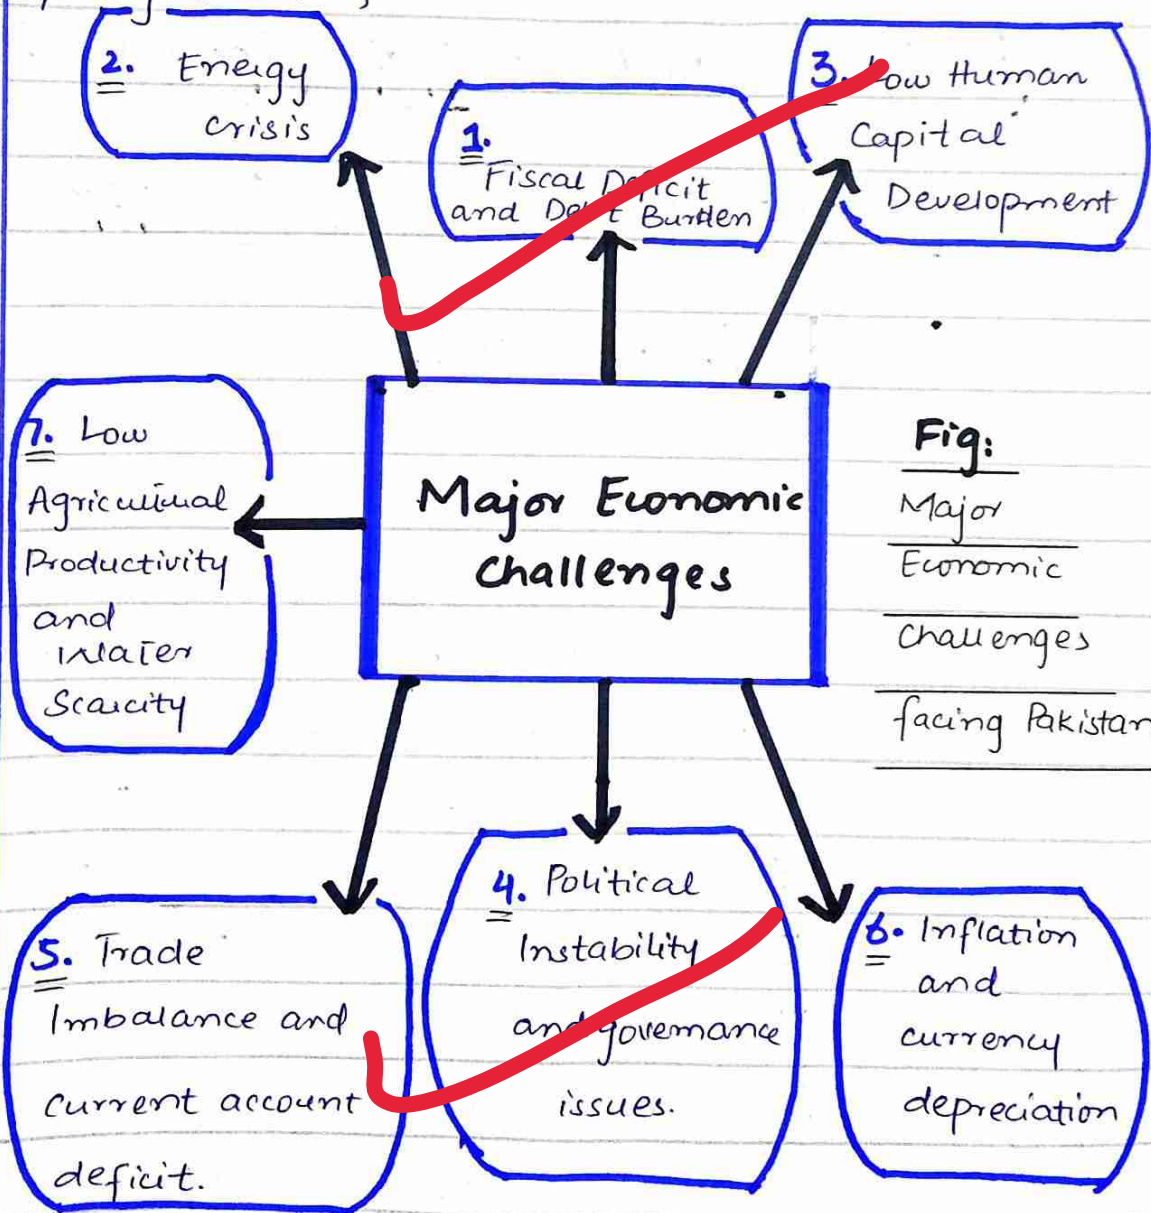 2. Energy
crisis
1.
Fiscal Deficit
and Debt Burden
3. Low Human
Capital
Development
7. Low
Agricultural
Productivity
and
Water
Scarcity
Major Economic
Challenges
Fig:
Major
Economic
Challenges
facing Pakistan
5. Trade
Imbalance and
current account
deficit.
4. Political
Instability
and governance
issues.
6. Inflation
and
currency
depreciation